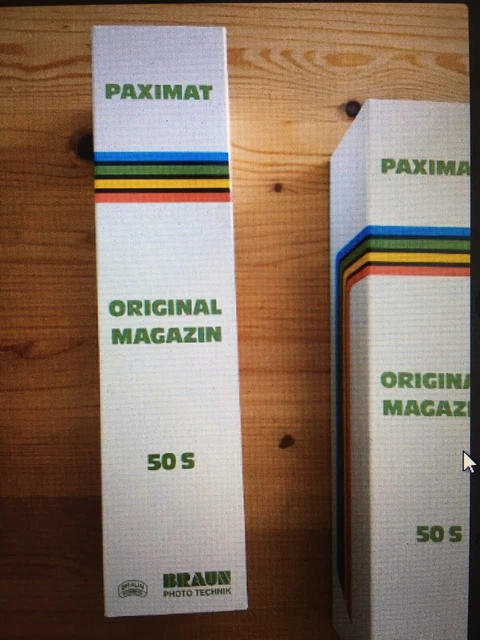 PAXIMAT
ORIGINAL
MAGAZIN
50 S
BRAUN
PHOTO TECHNIK
PAXIMA
ORIGINA
MAGAZI
50 S